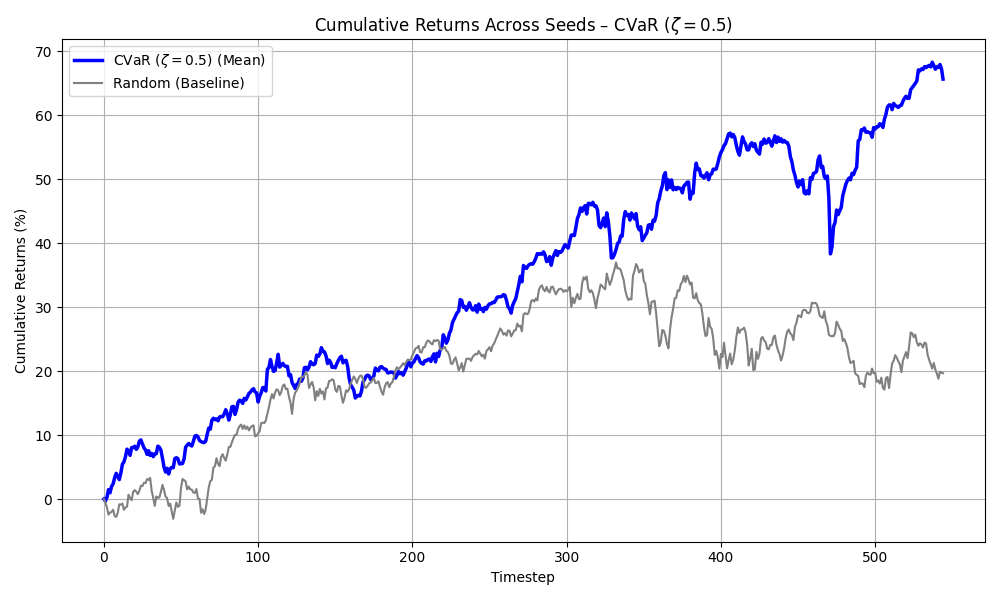 Cumulative Returns Across Seeds – CVaR (ζ = 0.5)
CVaR (ζ = 0.5) (Mean)
Random (Baseline)
Cumulative Returns (%)
70
60
50
40
30
20
10
0
0 100 200 300 400 500
Timestep